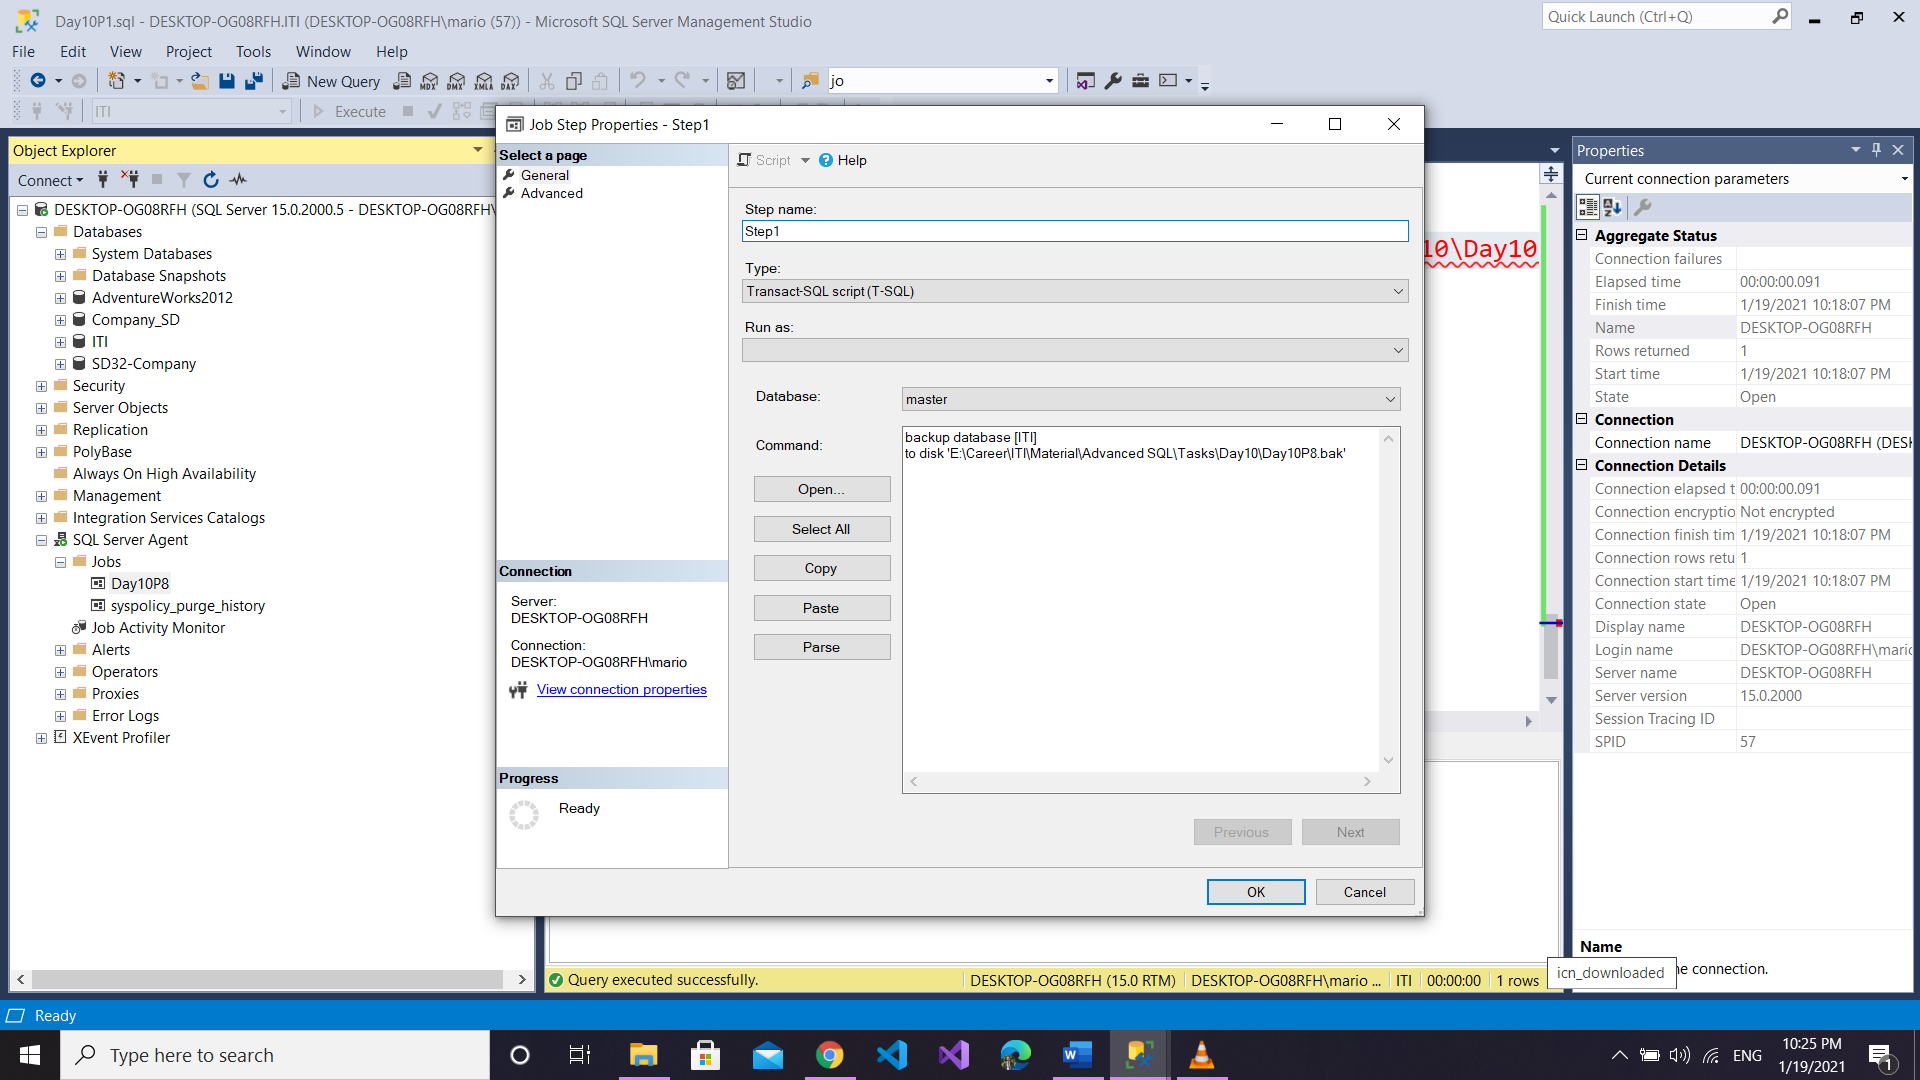 Day10P1.sql - DESKTOP-OG08RFH.ITI (DESKTOP-OG08RFH\mario (57)) - Microsoft SQL Server Management Studio
Quick Launch (Ctrl+Q)
File Edit View Project Tools Window Help
New Query
MDX DMX XMLA DAX
jo
ITI
Execute
Object Explorer
Connect
DESKTOP-OG08RFH (SQL Server 15.0.2000.5 - DESKTOP-OG08RFH\
Databases
System Databases
Database Snapshots
AdventureWorks2012
Company_SD
ITI
SD32-Company
Security
Server Objects
Replication
PolyBase
Always On High Availability
Management
Integration Services Catalogs
SQL Server Agent
Jobs
Day10P8
syspolicy_purge_history
Job Activity Monitor
Alerts
Operators
Proxies
Error Logs
XEvent Profiler
Job Step Properties - Step1
Select a page
General
Advanced
Connection
Server:
DESKTOP-OG08RFH
Connection:
DESKTOP-OG08RFH\mario
View connection properties
Progress
Ready
Script Help
Step name:
Step1
Type:
Transact-SQL script (T-SQL)
Run as:
Database:
master
Command:
backup database [ITI]
to disk 'E:\Career\ITI\Material\Advanced SQL\Tasks\Day10\Day10P8.bak'
Open...
Select All
Copy
Paste
Parse
Previous Next
OK Cancel
10\Day10
Query executed successfully.
DESKTOP-OG08RFH (15.0 RTM) DESKTOP-OG08RFH\mario ... ITI 00:00:00 1 rows
Properties
Current connection parameters
Aggregate Status
Connection failures
Elapsed time 00:00:00.091
Finish time 1/19/2021 10:18:07 PM
Name DESKTOP-OG08RFH
Rows returned 1
Start time 1/19/2021 10:18:07 PM
State Open
Connection
Connection name DESKTOP-OG08RFH (DES
Connection Details
Connection elapsed t 00:00:00.091
Connection encryptio Not encrypted
Connection finish tim 1/19/2021 10:18:07 PM
Connection rows retu 1
Connection start time 1/19/2021 10:18:07 PM
Connection state Open
Display name DESKTOP-OG08RFH
Login name DESKTOP-OG08RFH\mario
Server name DESKTOP-OG08RFH
Server version 15.0.2000
Session Tracing ID
SPID 57
Name
ne connection.
icn_downloaded
Ready
Type here to search
ENG
10:25 PM
1/19/2021
1